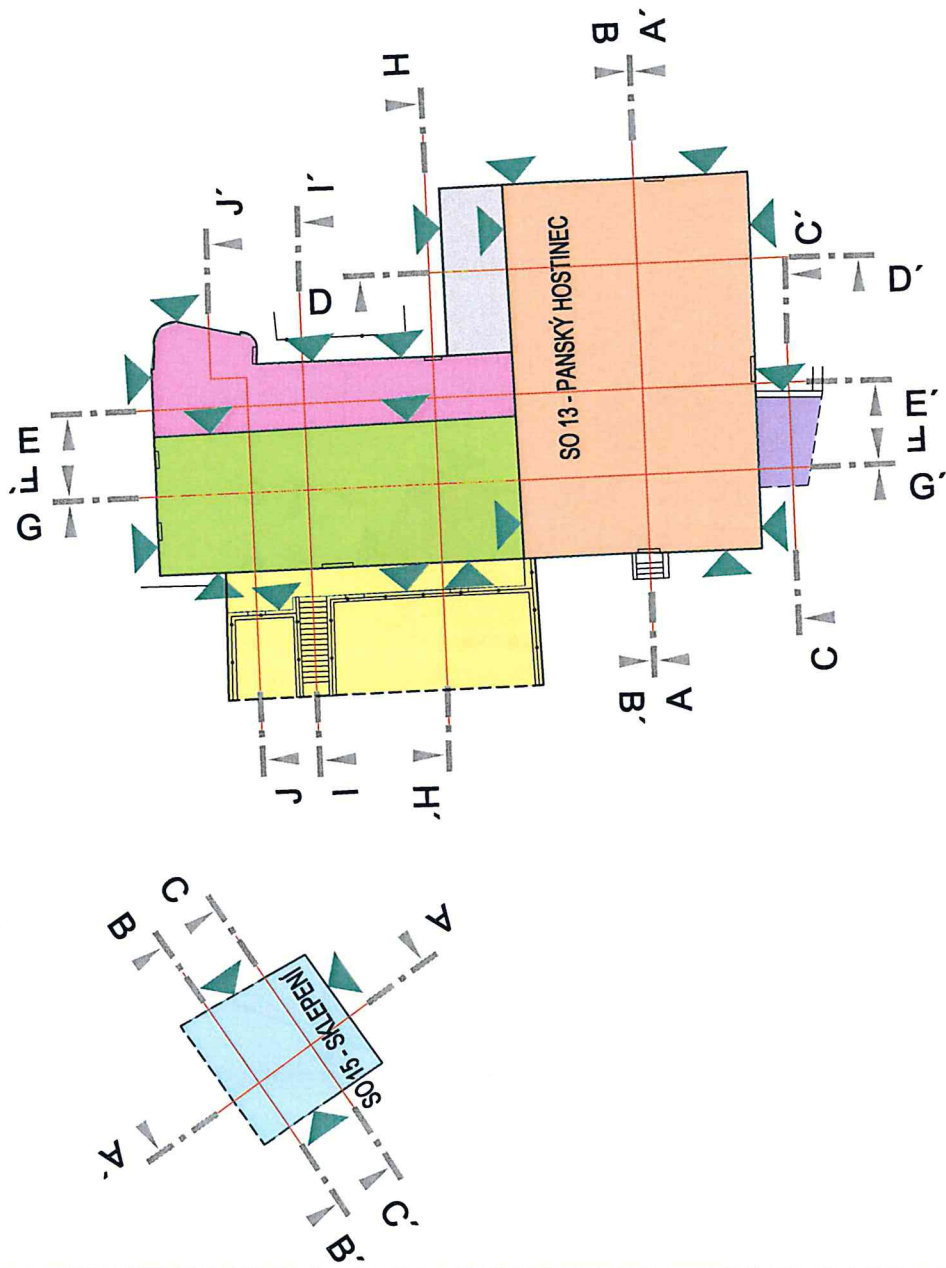 B A´
H
J´
I´
D
C´
D´
SO 13 - PANSKÝ HOSTINEC
E
F´
G
E´
F
G´
C
B´ A
J
I
H´
C
B
A
SO 15 - SKLEPENÍ
A´
C´
B´